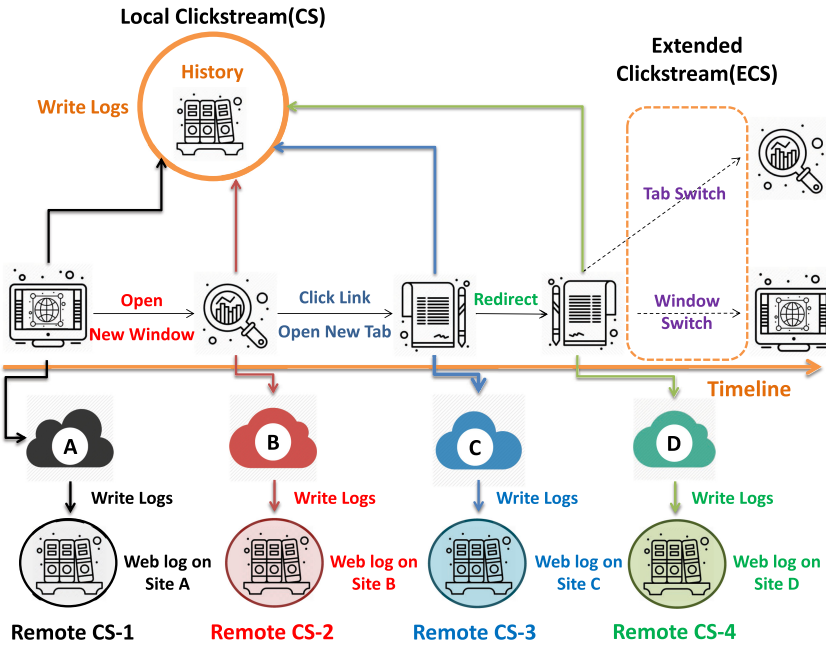 Local Clickstream(CS)
History
Write Logs
Extended
Clickstream(ECS)
Tab Switch
Open
New Window
Click Link
Open New Tab
Redirect
Window
Switch
Timeline
A
B
C
D
Write Logs
Write Logs
Write Logs
Write Logs
Web log on
Site A
Web log on
Site B
Web log on
Site C
Web log on
Site D
Remote CS-1
Remote CS-2
Remote CS-3
Remote CS-4